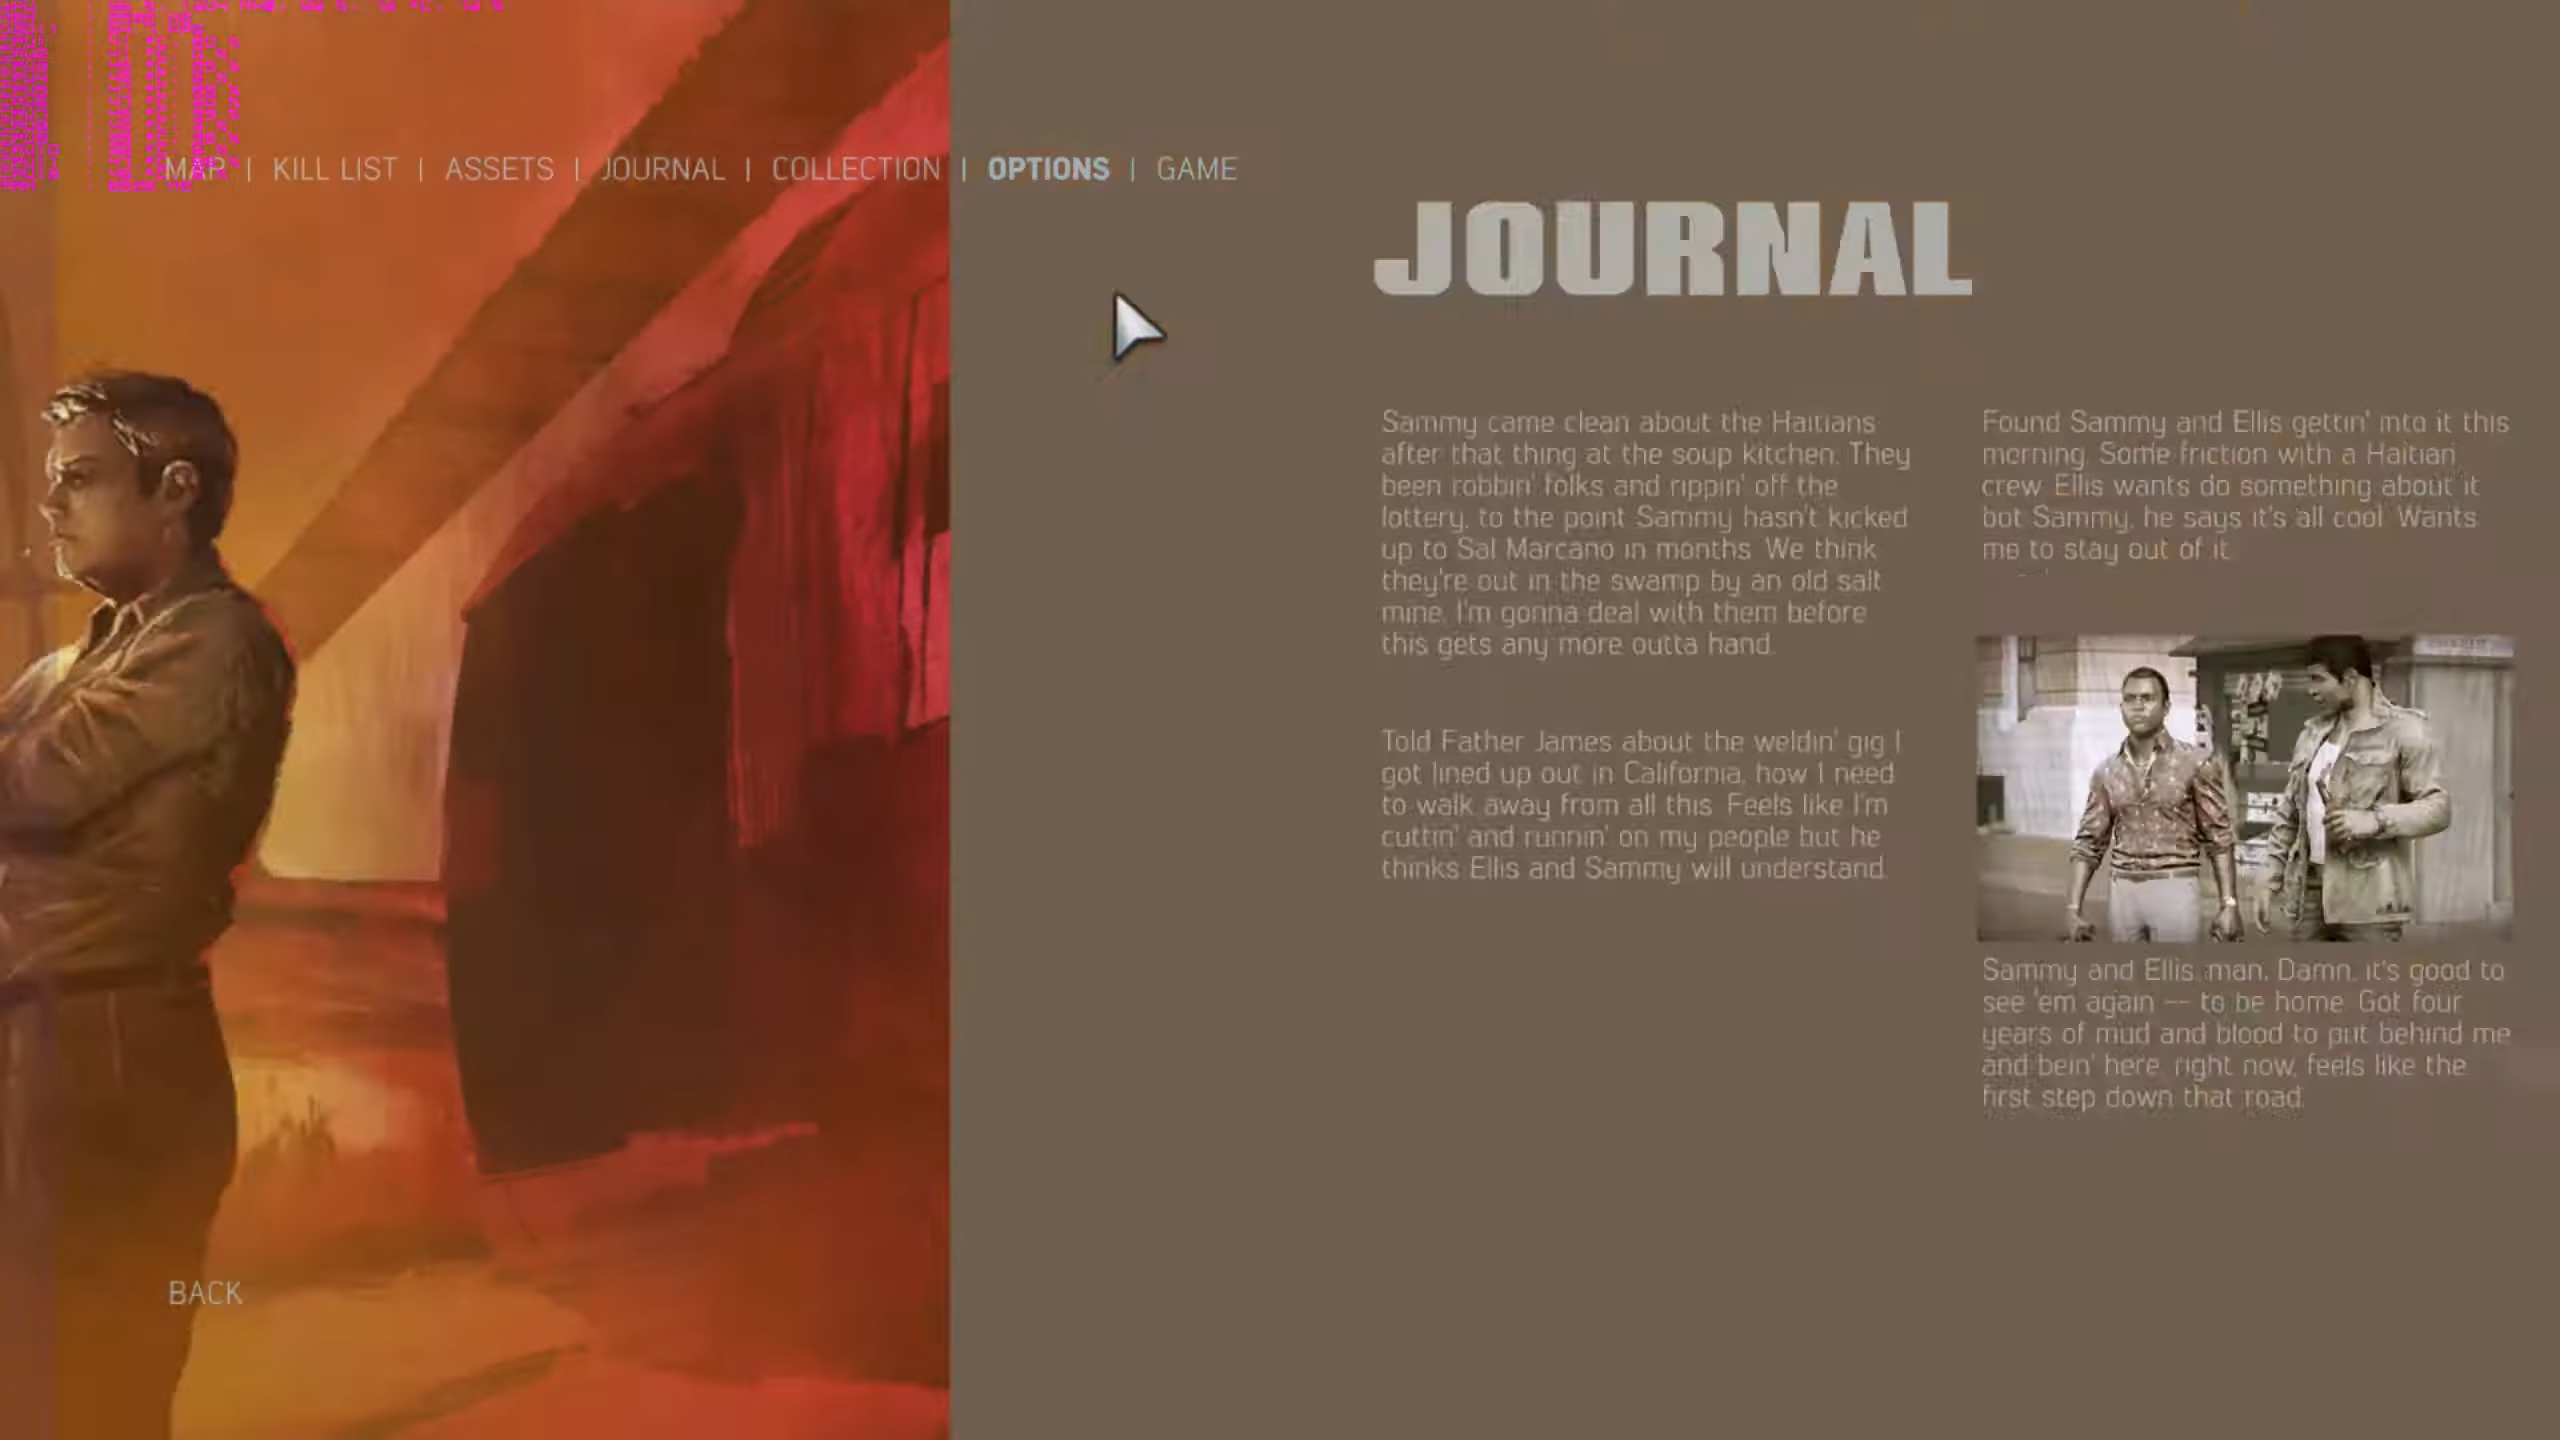 MAP | KILL LIST | ASSETS | JOURNAL | COLLECTION | OPTIONS | GAME
JOURNAL
Sammy came clean about the Haitians
after that thing at the soup kitchen. They
been robbin' folks and rippin' off the
lottery, to the point Sammy hasn't kicked
up to Sal Marcano in months. We think
they're out in the swamp by an old salt
mine. I'm gonna deal with them before
this gets any more outta hand.
Told Father James about the weldin' gig I
got lined up out in California, how I need
to walk away from all this. Feels like I'm
cuttin' and runnin' on my people but he
thinks Ellis and Sammy will understand.
Found Sammy and Ellis gettin' into it this
morning. Some friction with a Haitian
crew. Ellis wants do something about it
but Sammy, he says it's all cool. Wants
me to stay out of it.
Sammy and Ellis, man. Damn, it's good to
see 'em again -- to be home. Got four
years of mud and blood to put behind me
and bein' here, right now, feels like the
first step down that road.
BACK